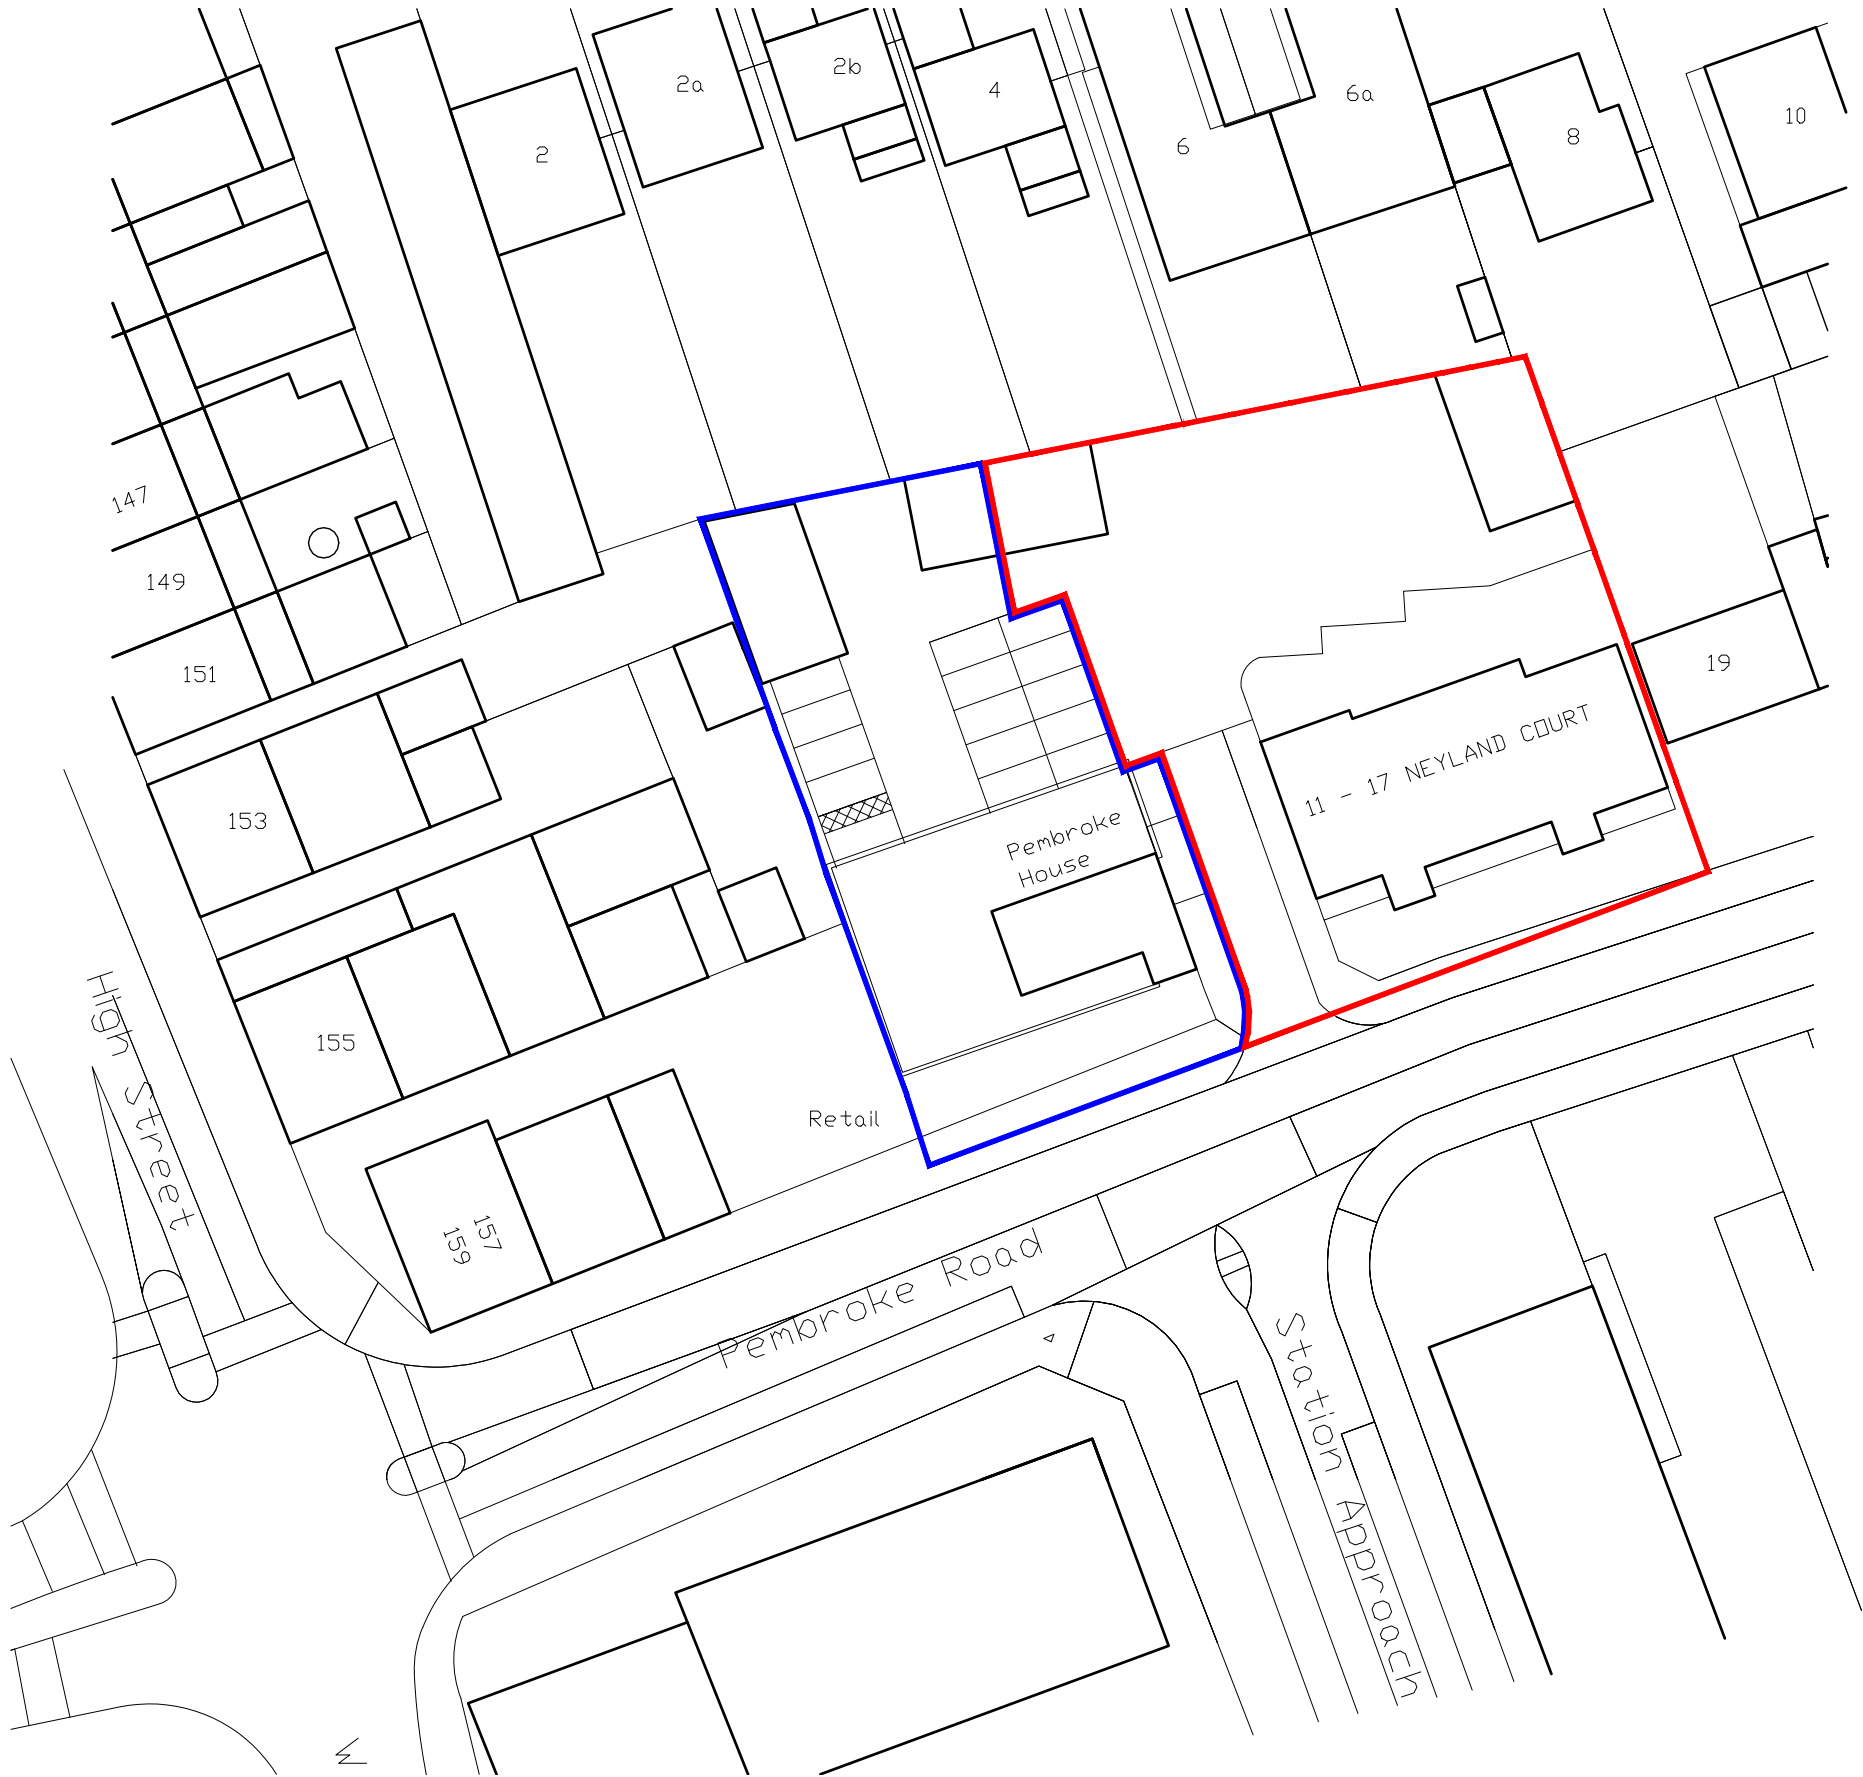 2a
2b
4
6a
10
2
6
8
147
149
151
19
11 - 17 NEYLAND COURT
153
Pembroke
House
155
High Street
Retail
157
159
Pembroke Road
Station Approach
W